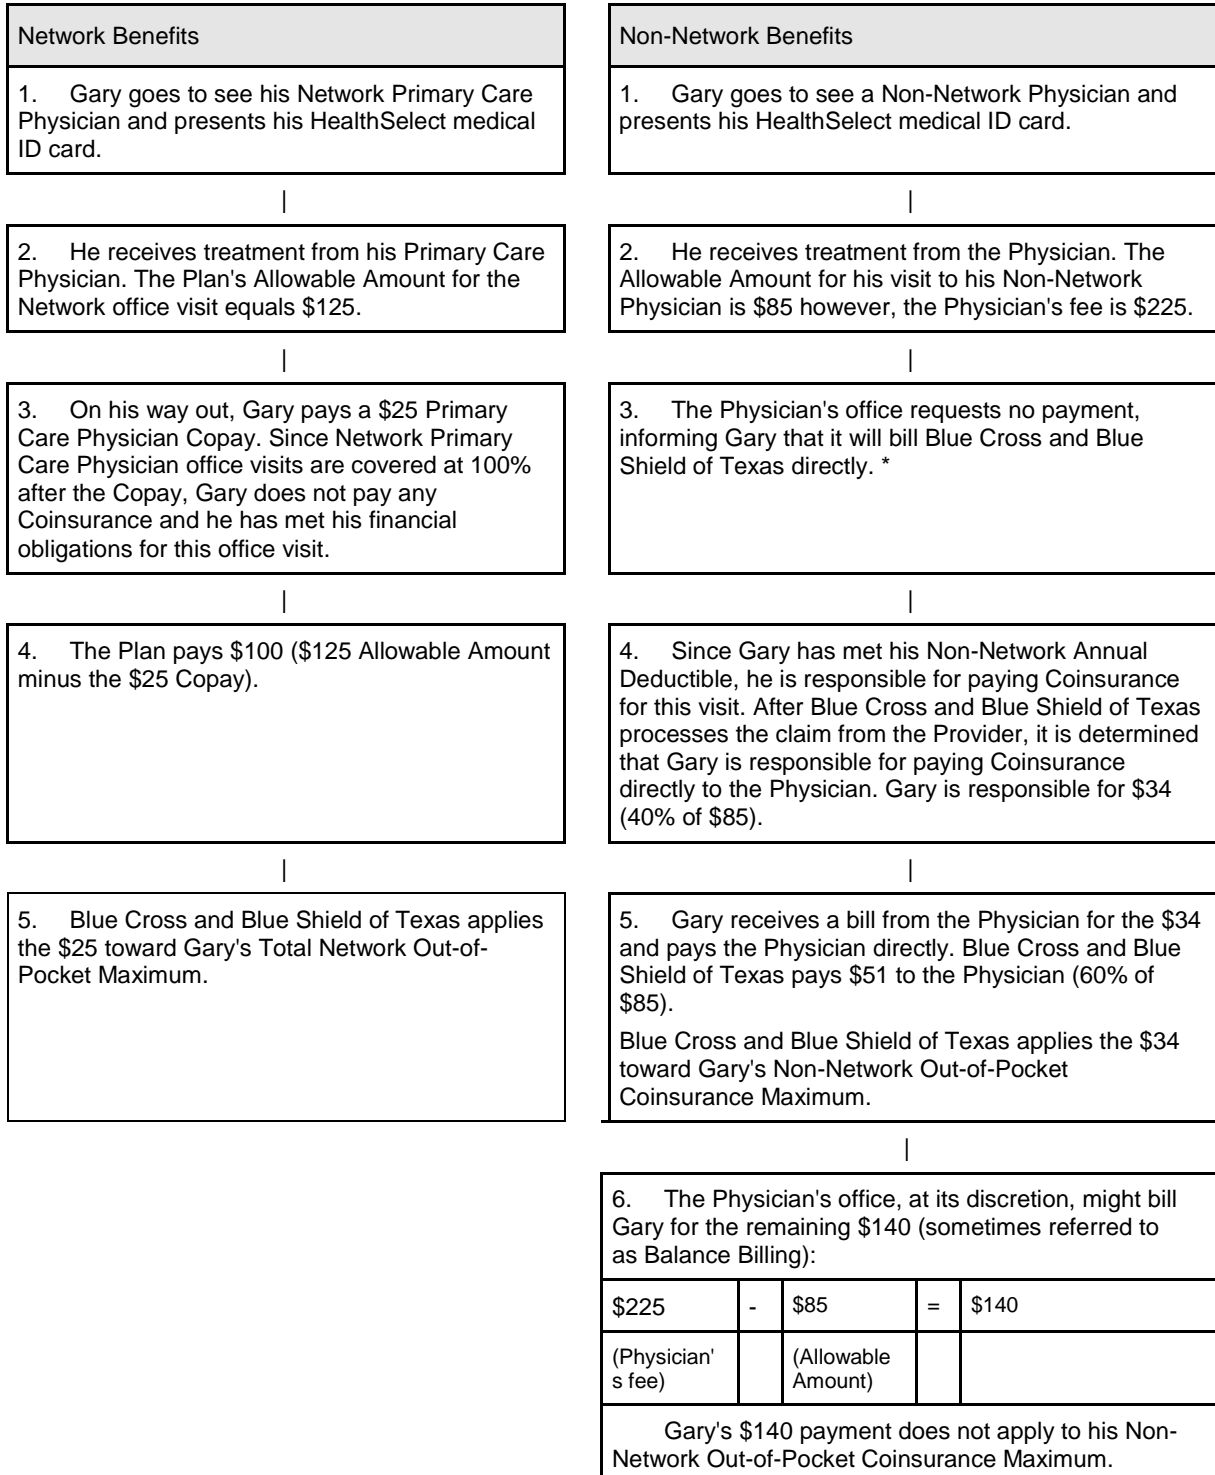 Network Benefits
1. Gary goes to see his Network Primary Care
Physician and presents his HealthSelect medical
ID card.
|
2. He receives treatment from his Primary Care
Physician. The Plan's Allowable Amount for the
Network office visit equals $125.
|
3. On his way out, Gary pays a $25 Primary
Care Physician Copay. Since Network Primary
Care Physician office visits are covered at 100%
after the Copay, Gary does not pay any
Coinsurance and he has met his financial
obligations for this office visit.
|
4. The Plan pays $100 ($125 Allowable Amount
minus the $25 Copay).
|
5. Blue Cross and Blue Shield of Texas applies
the $25 toward Gary's Total Network Out-of-
Pocket Maximum.
Non-Network Benefits
1. Gary goes to see a Non-Network Physician and
presents his HealthSelect medical ID card.
|
2. He receives treatment from the Physician. The
Allowable Amount for his visit to his Non-Network
Physician is $85 however, the Physician's fee is $225.
|
3. The Physician's office requests no payment,
informing Gary that it will bill Blue Cross and Blue
Shield of Texas directly. *
|
4. Since Gary has met his Non-Network Annual
Deductible, he is responsible for paying Coinsurance
for this visit. After Blue Cross and Blue Shield of Texas
processes the claim from the Provider, it is determined
that Gary is responsible for paying Coinsurance
directly to the Physician. Gary is responsible for $34
(40% of $85).
|
5. Gary receives a bill from the Physician for the $34
and pays the Physician directly. Blue Cross and Blue
Shield of Texas pays $51 to the Physician (60% of
$85).
Blue Cross and Blue Shield of Texas applies the $34
toward Gary's Non-Network Out-of-Pocket
Coinsurance Maximum.
|
6. The Physician's office, at its discretion, might bill
Gary for the remaining $140 (sometimes referred to
as Balance Billing):
$225 - $85 = $140
(Physician' (Allowable
s fee) Amount)
Gary's $140 payment does not apply to his Non-
Network Out-of-Pocket Coinsurance Maximum.